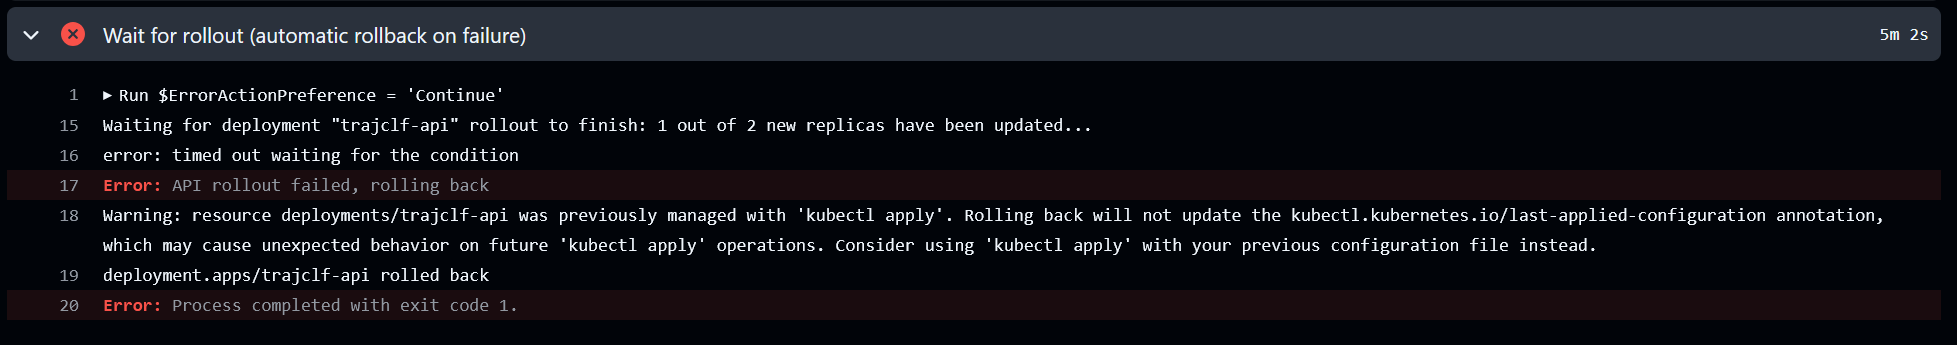 Wait for rollout (automatic rollback on failure)
5m 2s
1 Run $ErrorActionPreference = 'Continue'
15 Waiting for deployment "trajclf-api" rollout to finish: 1 out of 2 new replicas have been updated...
16 error: timed out waiting for the condition
17 Error: API rollout failed, rolling back
18 Warning: resource deployments/trajclf-api was previously managed with 'kubectl apply'. Rolling back will not update the kubectl.kubernetes.io/last-applied-configuration annotation,
which may cause unexpected behavior on future 'kubectl apply' operations. Consider using 'kubectl apply' with your previous configuration file instead.
19 deployment.apps/trajclf-api rolled back
20 Error: Process completed with exit code 1.